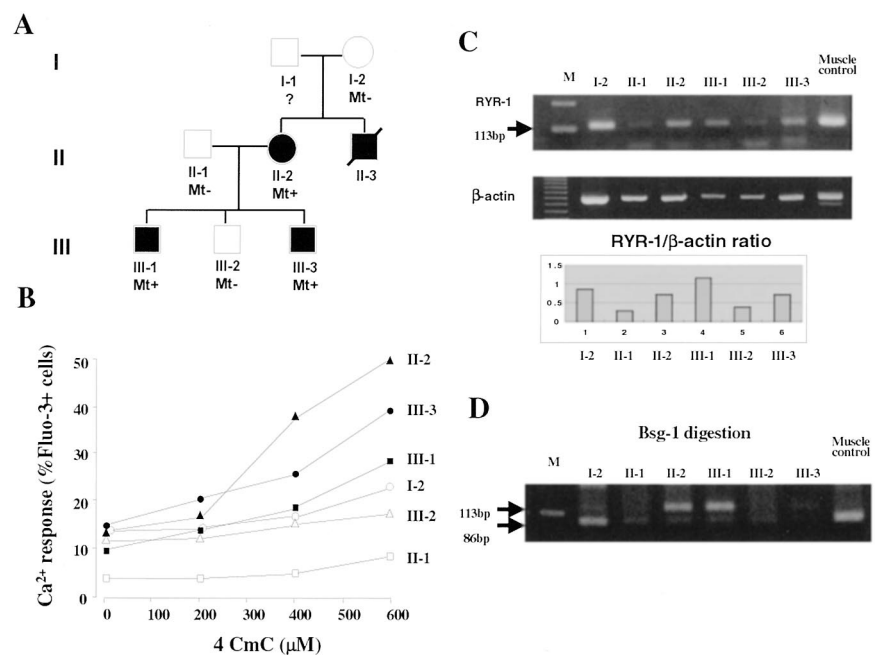 A
I
I-1
?
I-2
Mt-
II
II-1
Mt-
II-2
Mt+
II-3
III
III-1
Mt+
III-2
Mt-
III-3
Mt+
B
Ca2+ response (%Fluo-3+ cells)
50
40
30
20
10
0
0 100 200 300 400 500 600
4 CmC (μM)
II-2
III-3
III-1
I-2
III-2
II-1
C
M I-2 II-1 II-2 III-1 III-2 III-3 Muscle control
RYR-1
113bp
β-actin
RYR-1/β-actin ratio
1.5
1
0.5
0
1 2 3 4 5 6
I-2 II-1 II-2 III-1 III-2 III-3
D
Bsg-1 digestion
M I-2 II-1 II-2 III-1 III-2 III-3 Muscle control
113bp
86bp